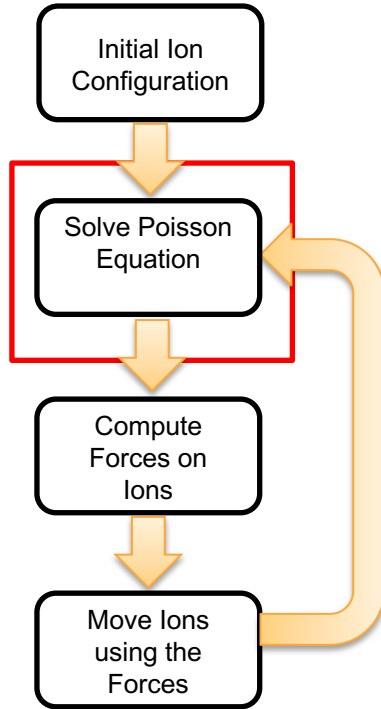 Initial Ion
Configuration
Solve Poisson
Equation
Compute
Forces on
Ions
Move Ions
using the
Forces